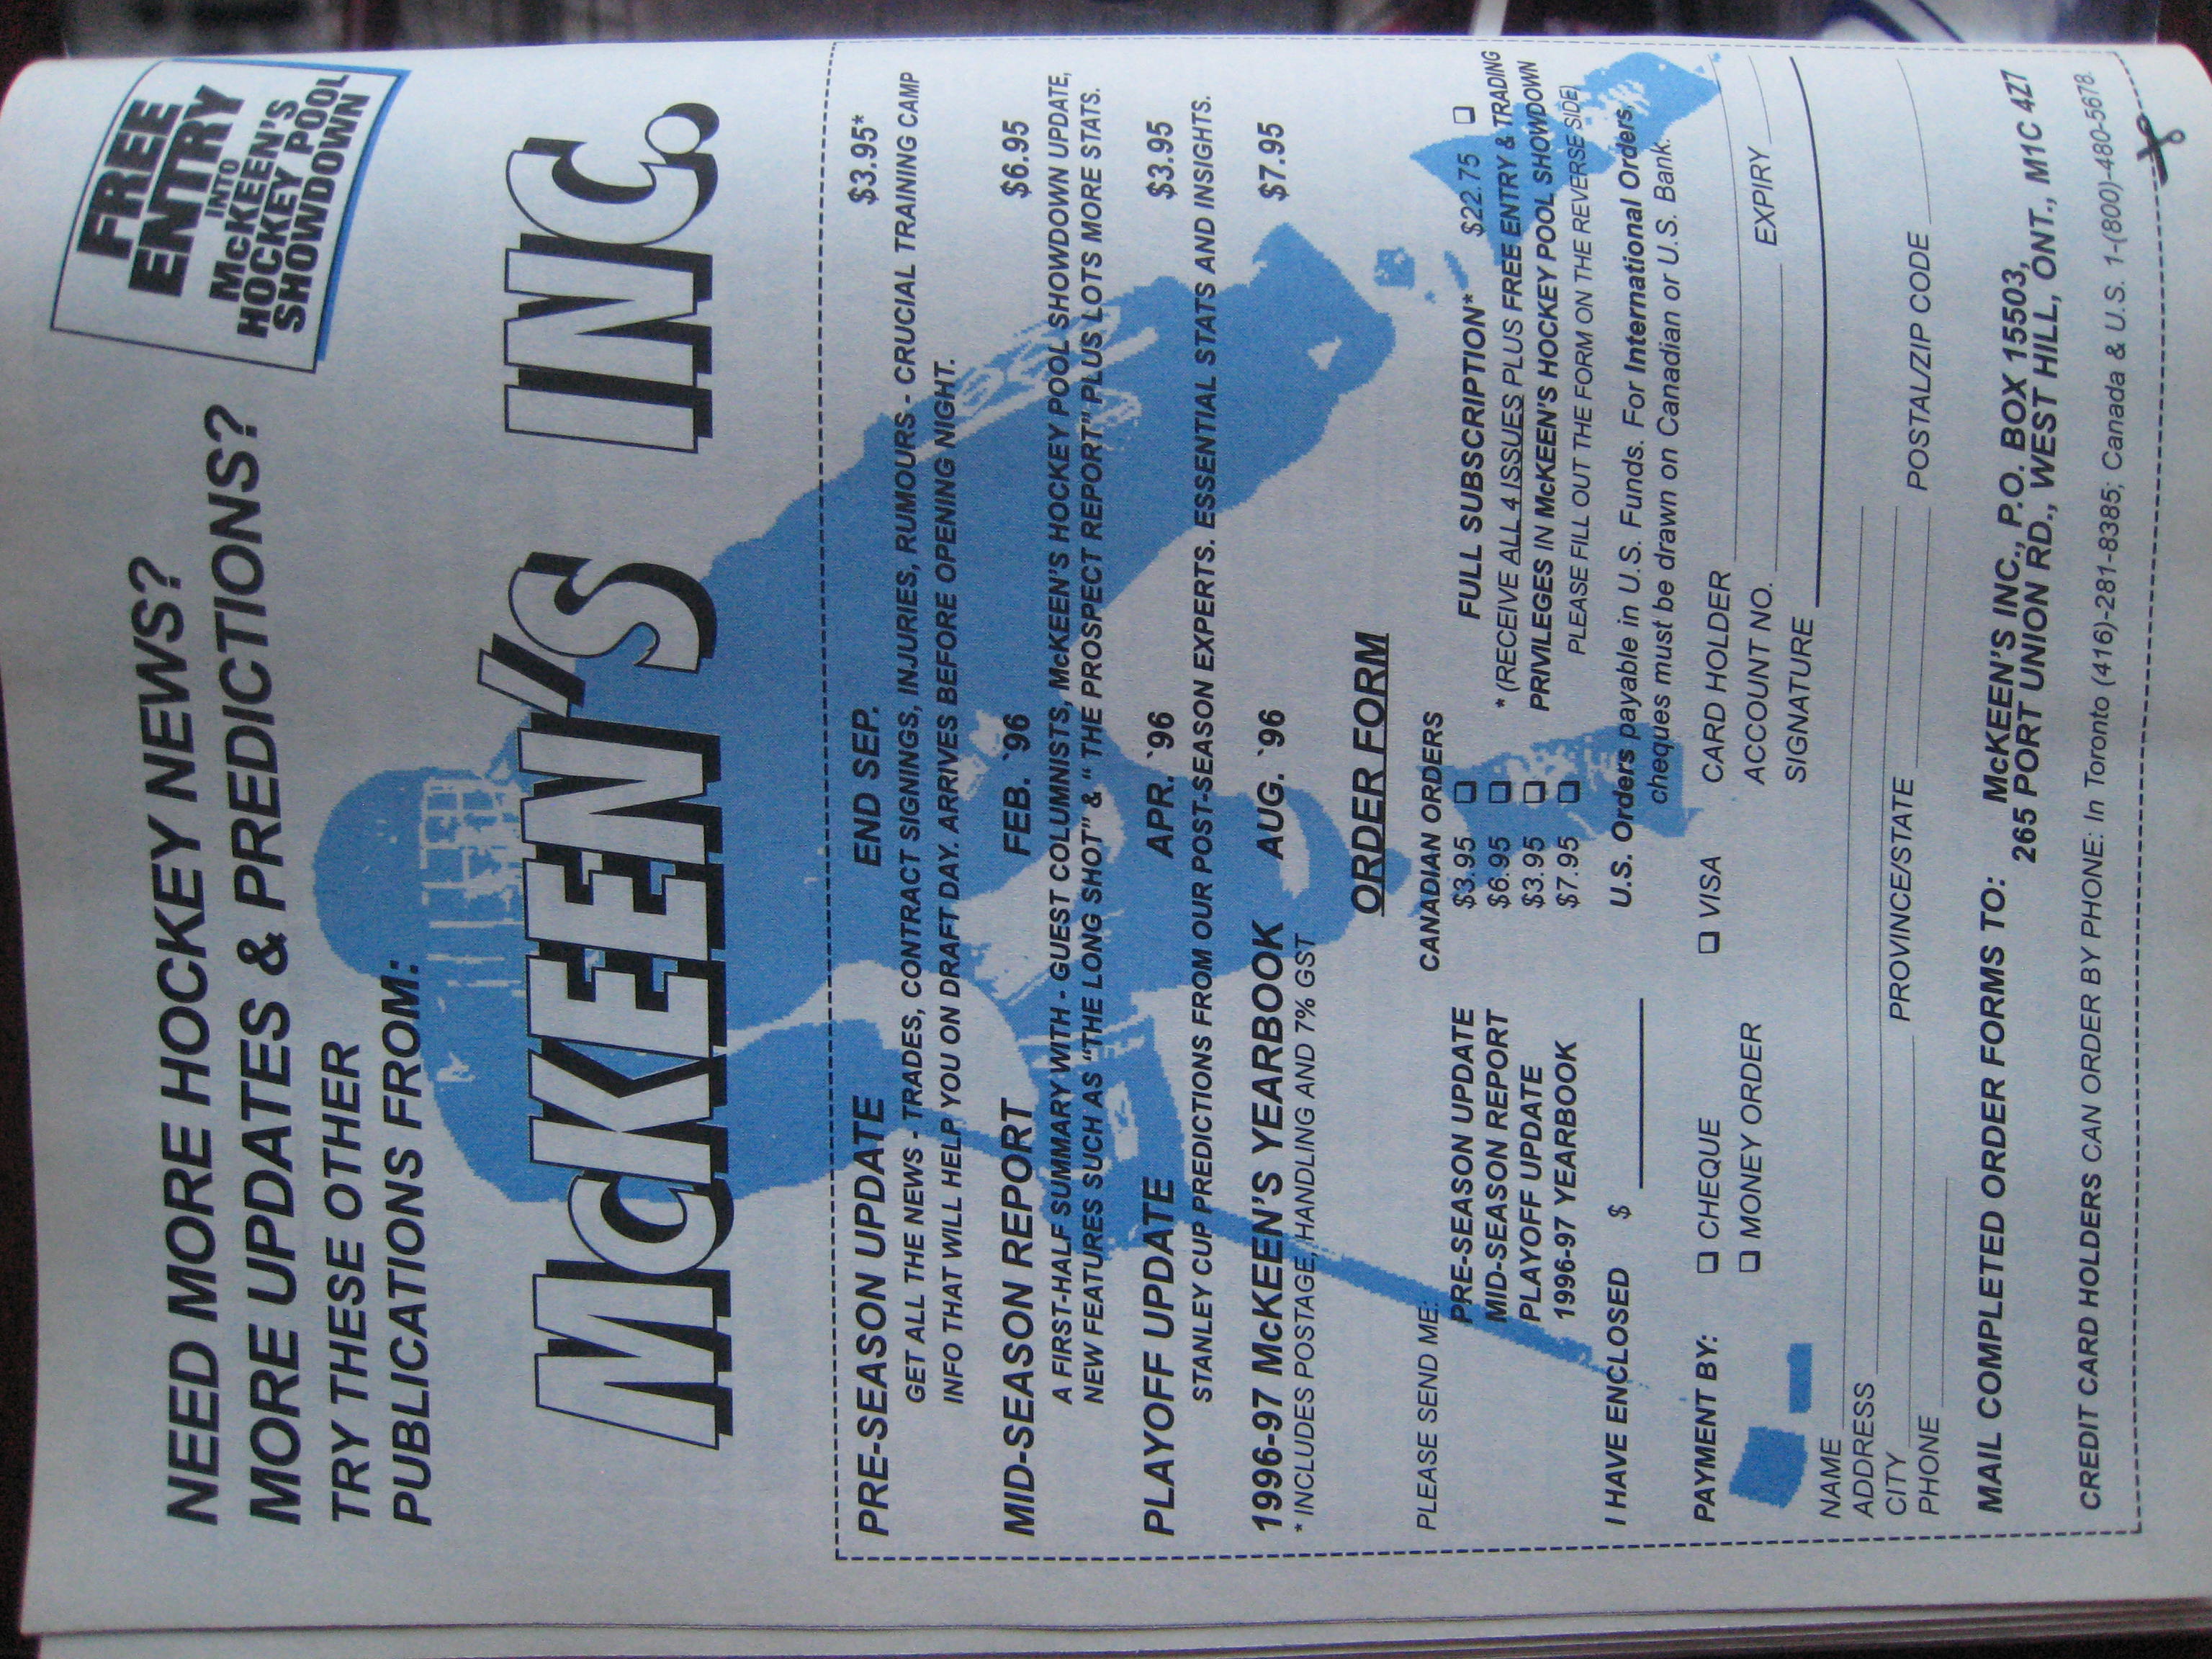 FREE
ENTRY
INTO
McKEEN'S
HOCKEY POOL
SHOWDOWN
NEED MORE HOCKEY NEWS?
MORE UPDATES & PREDICTIONS?
TRY THESE OTHER
PUBLICATIONS FROM:
McKEEN'S INC.
PRE-SEASON UPDATE END SEP. $3.95*
GET ALL THE NEWS - TRADES, CONTRACT SIGNINGS, INJURIES, RUMOURS - CRUCIAL TRAINING CAMP
INFO THAT WILL HELP YOU ON DRAFT DAY. ARRIVES BEFORE OPENING NIGHT.
MID-SEASON REPORT FEB. `96 $6.95
A FIRST-HALF SUMMARY WITH - GUEST COLUMNISTS, McKEEN'S HOCKEY POOL SHOWDOWN UPDATE,
NEW FEATURES SUCH AS "THE LONG SHOT" & " THE PROSPECT REPORT" PLUS LOTS MORE STATS.
PLAYOFF UPDATE APR. `96 $3.95
STANLEY CUP PREDICTIONS FROM OUR POST-SEASON EXPERTS. ESSENTIAL STATS AND INSIGHTS.
1996-97 McKEEN'S YEARBOOK AUG. `96 $7.95
* INCLUDES POSTAGE, HANDLING AND 7% GST
ORDER FORM
PLEASE SEND ME: CANADIAN ORDERS
PRE-SEASON UPDATE $3.95 ❑
MID-SEASON REPORT $6.95 ❑
PLAYOFF UPDATE $3.95 ❑
1996-97 YEARBOOK $7.95 ❑
FULL SUBSCRIPTION* $22.75 ❑
* (RECEIVE ALL 4 ISSUES PLUS FREE ENTRY & TRADING
PRIVILEGES IN McKEEN'S HOCKEY POOL SHOWDOWN
PLEASE FILL OUT THE FORM ON THE REVERSE SIDE)
I HAVE ENCLOSED $ ______ U.S. Orders payable in U.S. Funds. For International Orders,
cheques must be drawn on Canadian or U.S. Bank.
PAYMENT BY: ❑ CHEQUE ❑ VISA CARD HOLDER
❑ MONEY ORDER ACCOUNT NO. EXPIRY
SIGNATURE
NAME
ADDRESS
CITY PROVINCE/STATE POSTAL/ZIP CODE
PHONE
MAIL COMPLETED ORDER FORMS TO: McKEEN'S INC., P.O. BOX 15503,
265 PORT UNION RD., WEST HILL, ONT., M1C 4Z7
CREDIT CARD HOLDERS CAN ORDER BY PHONE: In Toronto (416)-281-8385; Canada & U.S. 1-(800)-480-5678.